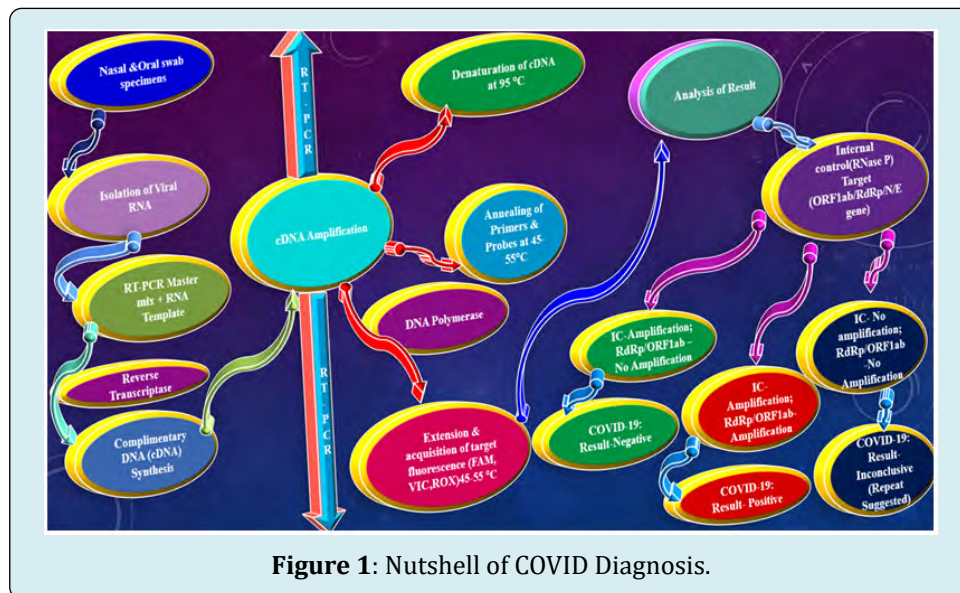 Nasal &Oral swab
specimens
Isolation of Viral
RNA
RT-PCR Master
mix + RNA
Template
Reverse
Transcriptase
Complimentary
DNA (cDNA)
Synthesis
RT-PCR
cDNA Amplification
RT-PCR
Denaturation of cDNA
at 95 °C
Annealing of
Primers &
Probes at 45-
55°C
DNA Polymerase
Extension &
acquisition of target
fluorescence (FAM,
VIC,ROX)45-55 °C
Analysis of Result
Internal
control(RNase P)
Target
(ORF1ab/RdRp/N/E
gene)
IC-Amplification;
RdRp/ORF1ab –
No Amplification
COVID-19:
Result-Negative
IC-
Amplification;
RdRp/ORF1ab-
Amplification
COVID-19:
Result- Positive
IC- No
amplification;
RdRp/ORF1ab
-No
Amplification
COVID-19:
Result-
Inconclusive
(Repeat
Suggested)
Figure 1: Nutshell of COVID Diagnosis.